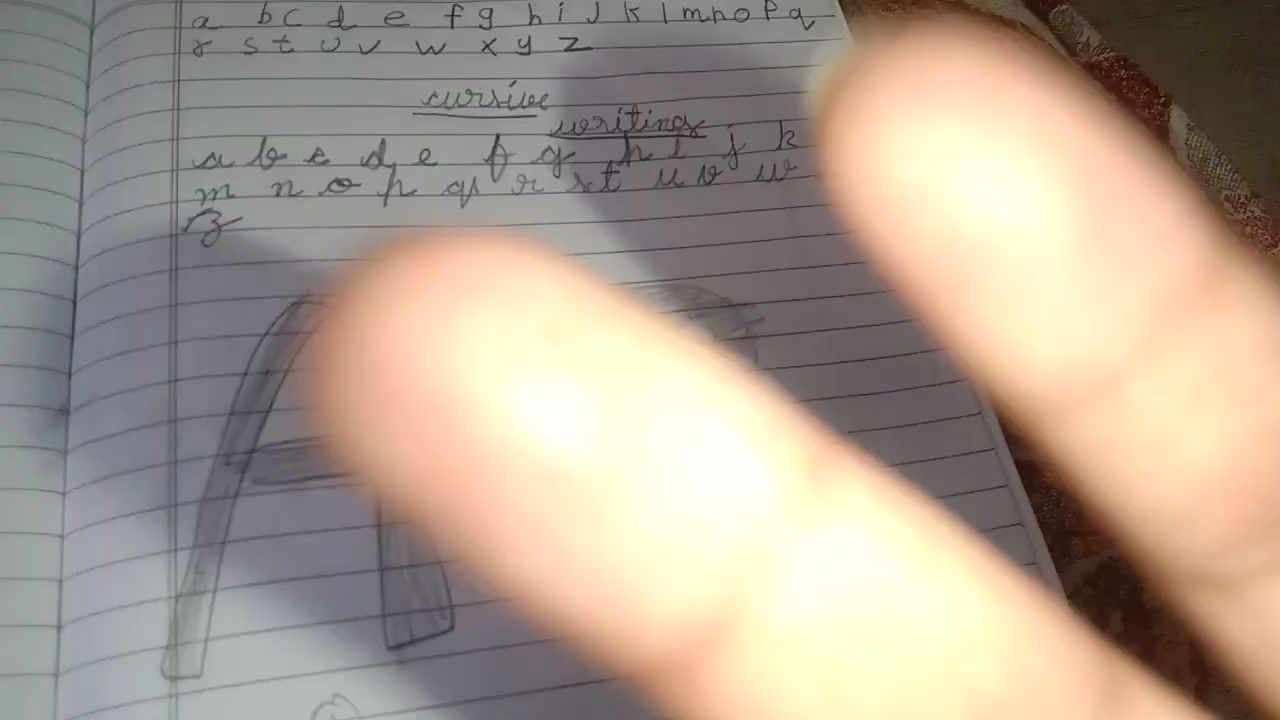 a b c d e f g h i j k l m n o p q
r s t u v w x y z
cursive
writing
a b c d e f g h i j k
m n o p q r s t u v w
z
A